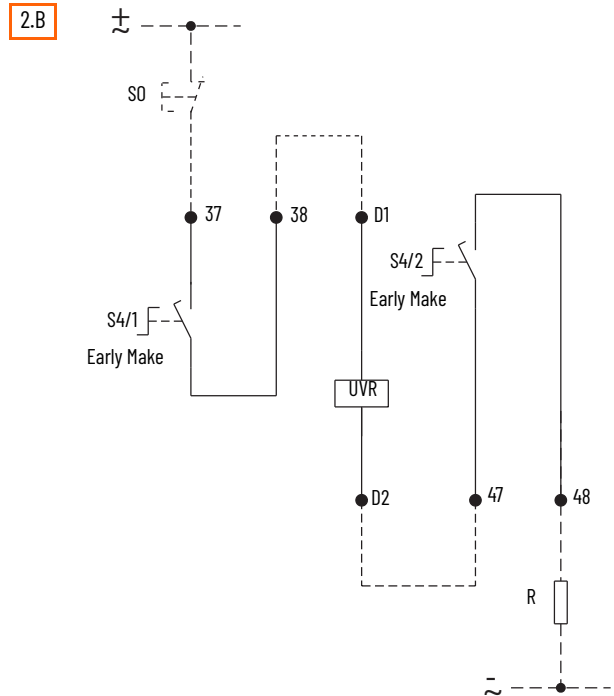 2.B
+
~
S0
37
38
D1
S4/1
Early Make
S4/2
Early Make
UVR
D2
47
48
R
-
~